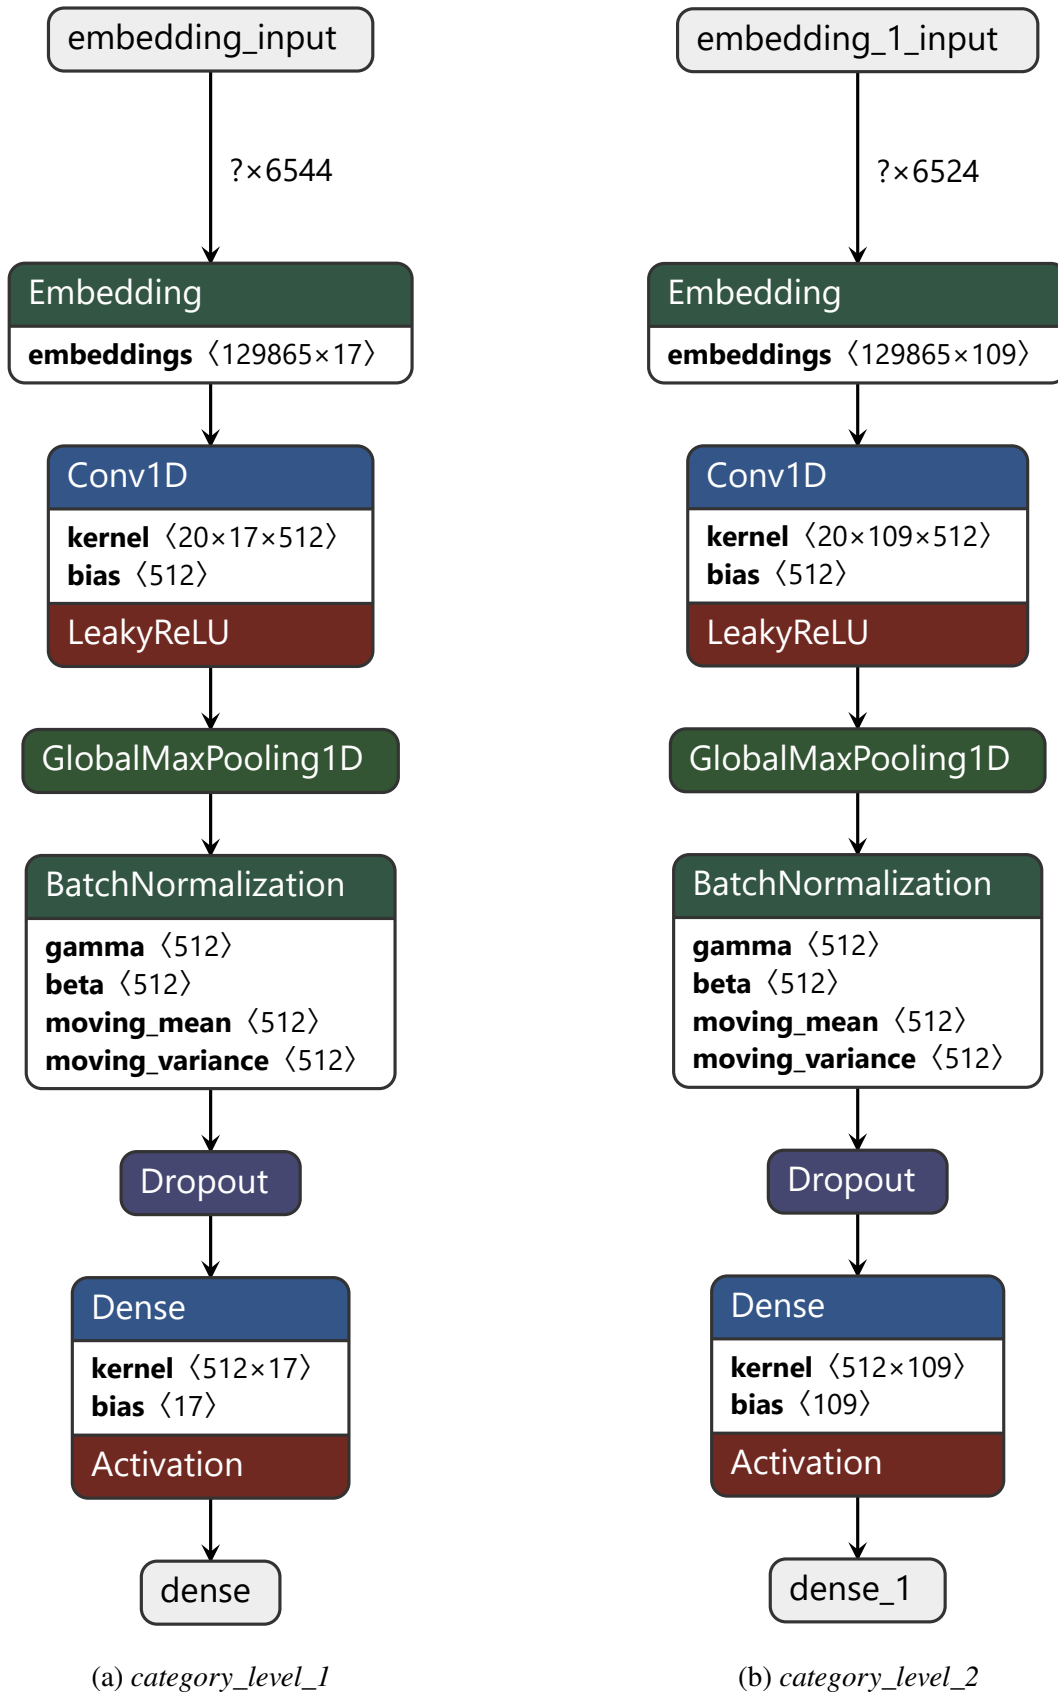 embedding_input
?×6544
Embedding
embeddings 〈129865×17〉
Conv1D
kernel 〈20×17×512〉
bias 〈512〉
LeakyReLU
GlobalMaxPooling1D
BatchNormalization
gamma 〈512〉
beta 〈512〉
moving_mean 〈512〉
moving_variance 〈512〉
Dropout
Dense
kernel 〈512×17〉
bias 〈17〉
Activation
dense
(a) category_level_1
embedding_1_input
?×6524
Embedding
embeddings 〈129865×109〉
Conv1D
kernel 〈20×109×512〉
bias 〈512〉
LeakyReLU
GlobalMaxPooling1D
BatchNormalization
gamma 〈512〉
beta 〈512〉
moving_mean 〈512〉
moving_variance 〈512〉
Dropout
Dense
kernel 〈512×109〉
bias 〈109〉
Activation
dense_1
(b) category_level_2